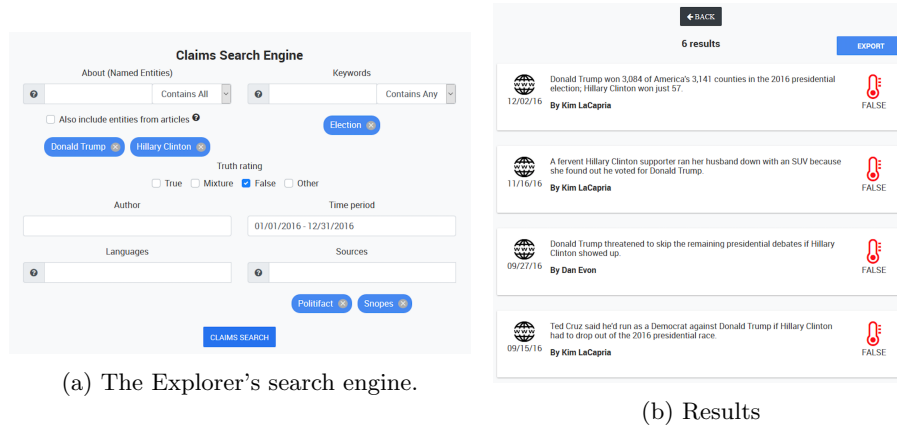 Claims Search Engine
About (Named Entities)
Keywords
Contains All
Contains Any
Also include entities from articles
Donald Trump
Hillary Clinton
Election
Truth rating
True Mixture False Other
Author
Time period
01/01/2016 - 12/31/2016
Languages
Sources
Politifact
Snopes
CLAIMS SEARCH
(a) The Explorer's search engine.
BACK
6 results
EXPORT
Donald Trump won 3,084 of America's 3,141 counties in the 2016 presidential
election; Hillary Clinton won just 57.
12/02/16
By Kim LaCapria
FALSE
A fervent Hillary Clinton supporter ran her husband down with an SUV because
she found out he voted for Donald Trump.
11/16/16
By Kim LaCapria
FALSE
Donald Trump threatened to skip the remaining presidential debates if Hillary
Clinton showed up.
09/27/16
By Dan Evon
FALSE
Ted Cruz said he'd run as a Democrat against Donald Trump if Hillary Clinton
had to drop out of the 2016 presidential race.
09/15/16
By Kim LaCapria
FALSE
(b) Results